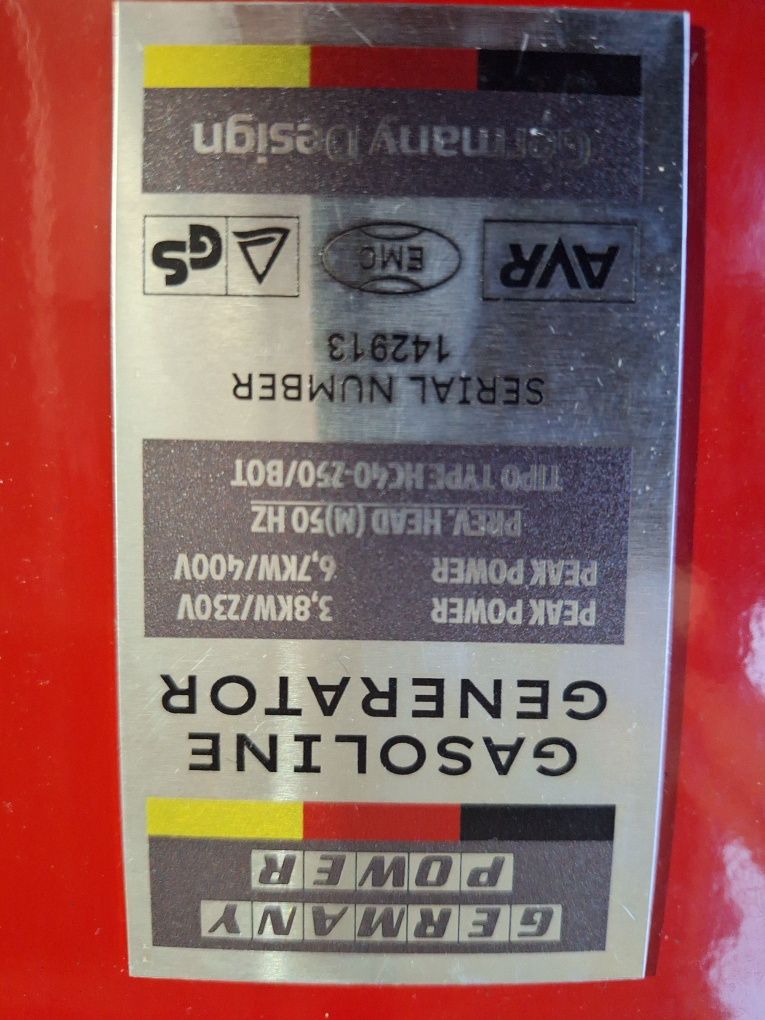 GERMANY
POWER
GASOLINE
GENERATOR
PEAK POWER 3,8KW/230V
PEAK POWER 6,7KW/400V
PREV. HEAD (M)50 HZ
TIPO TYPE.HC40-250/BOT
SERIAL NUMBER
142913
AVR EMC GS
Germany Design